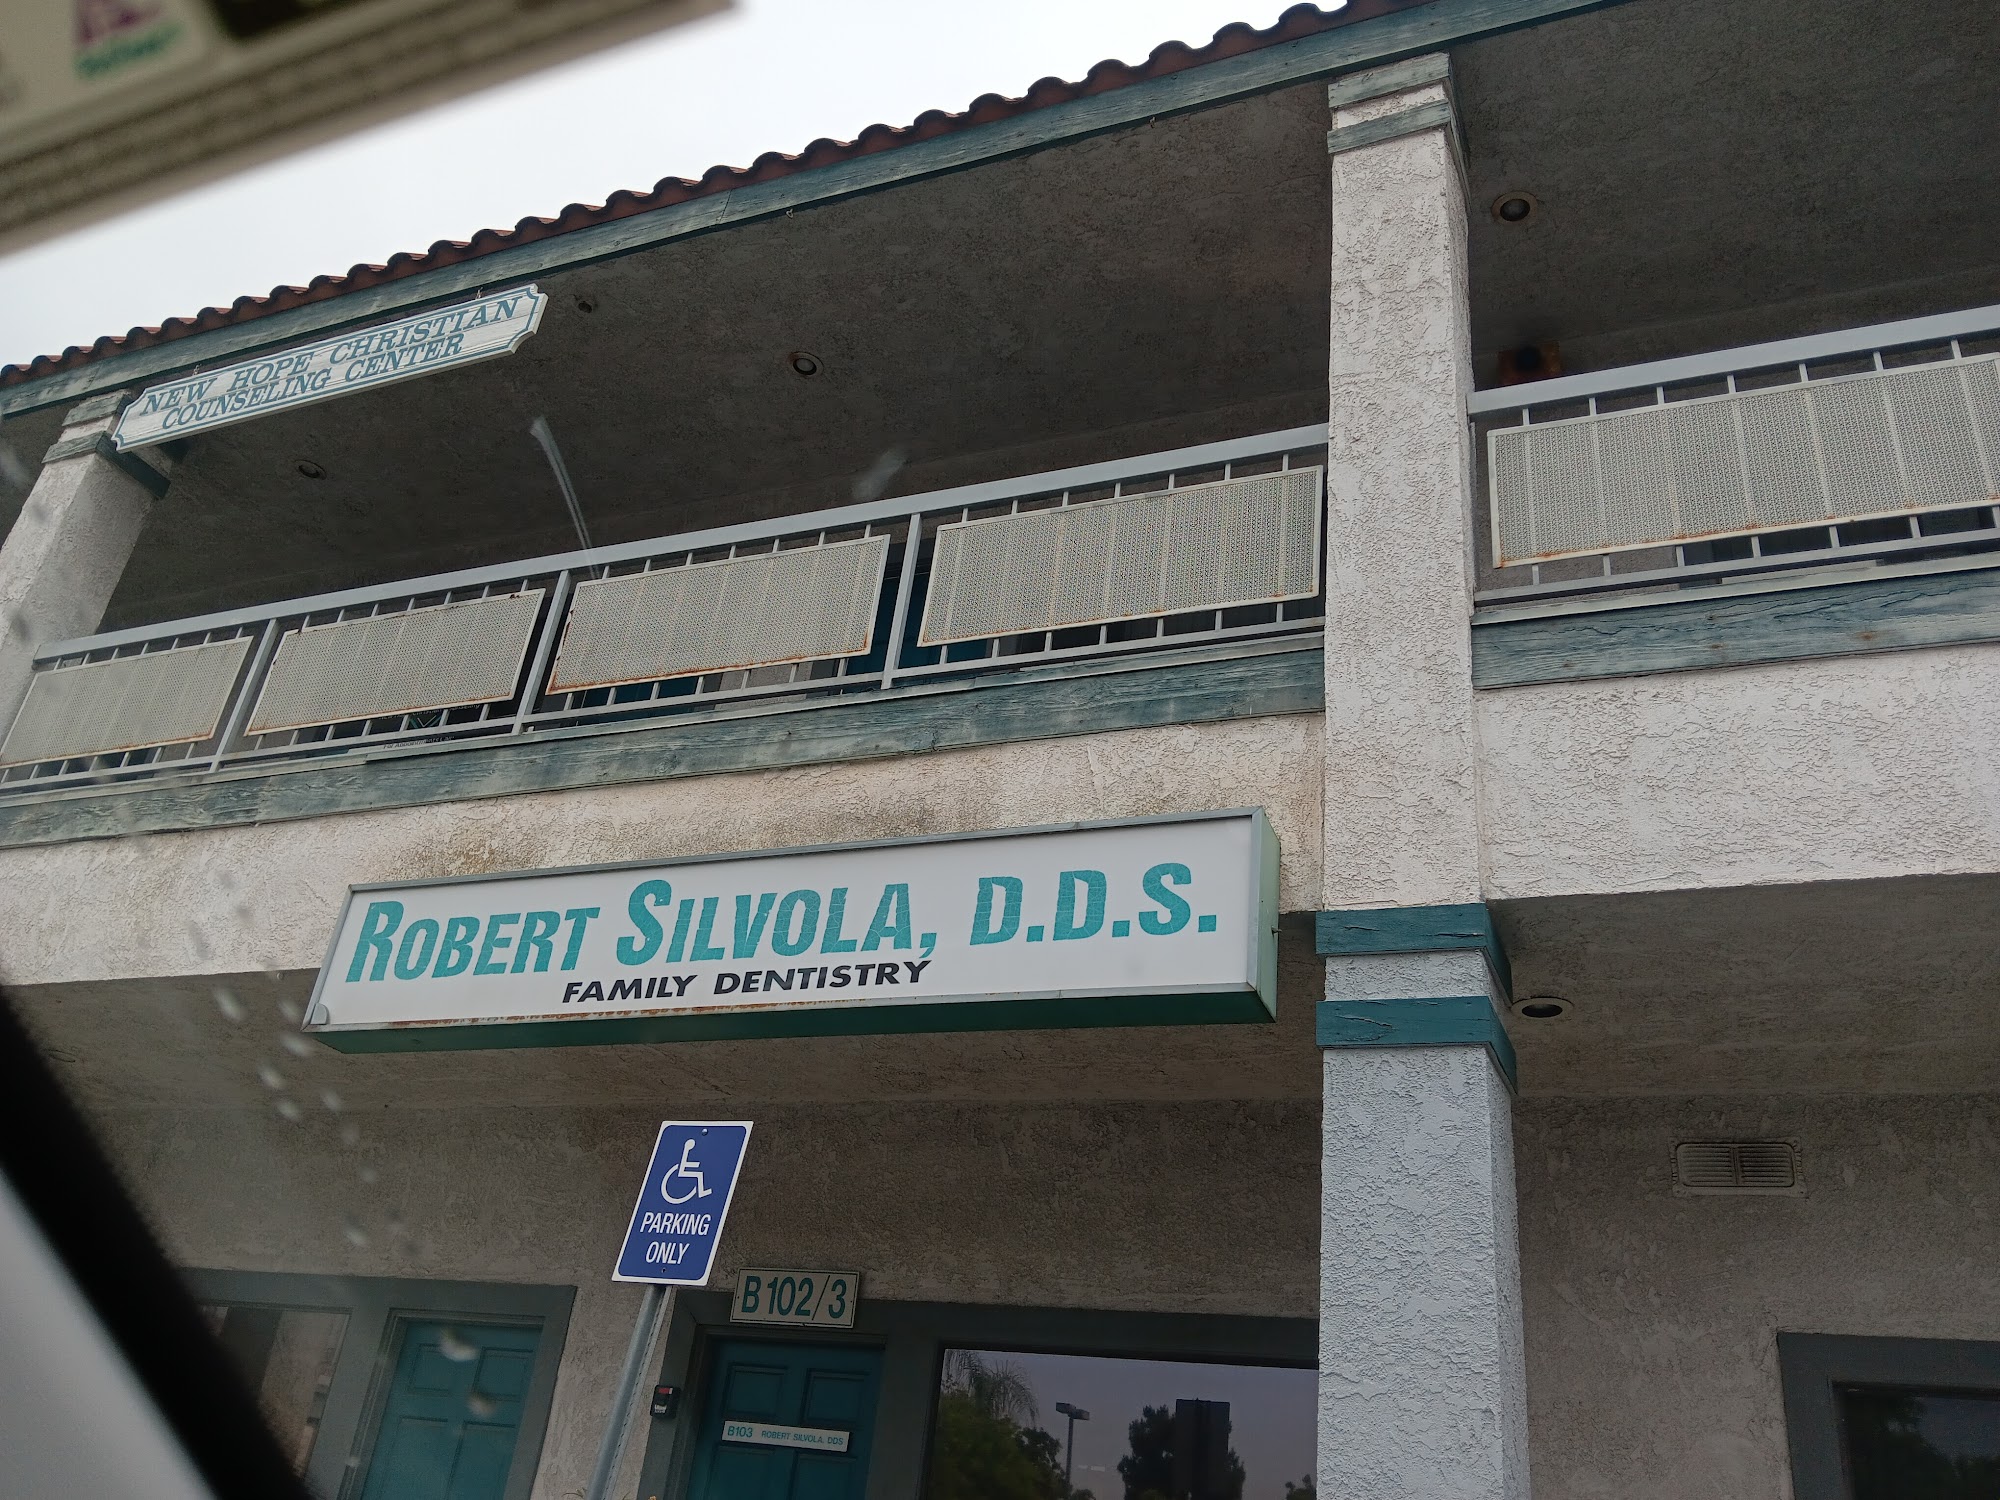 NEW HOPE CHRISTIAN
COUNSELING CENTER
ROBERT SILVOLA, D.D.S.
FAMILY DENTISTRY
PARKING
ONLY
B 102/3
B103 ROBERT SILVOLA, DDS